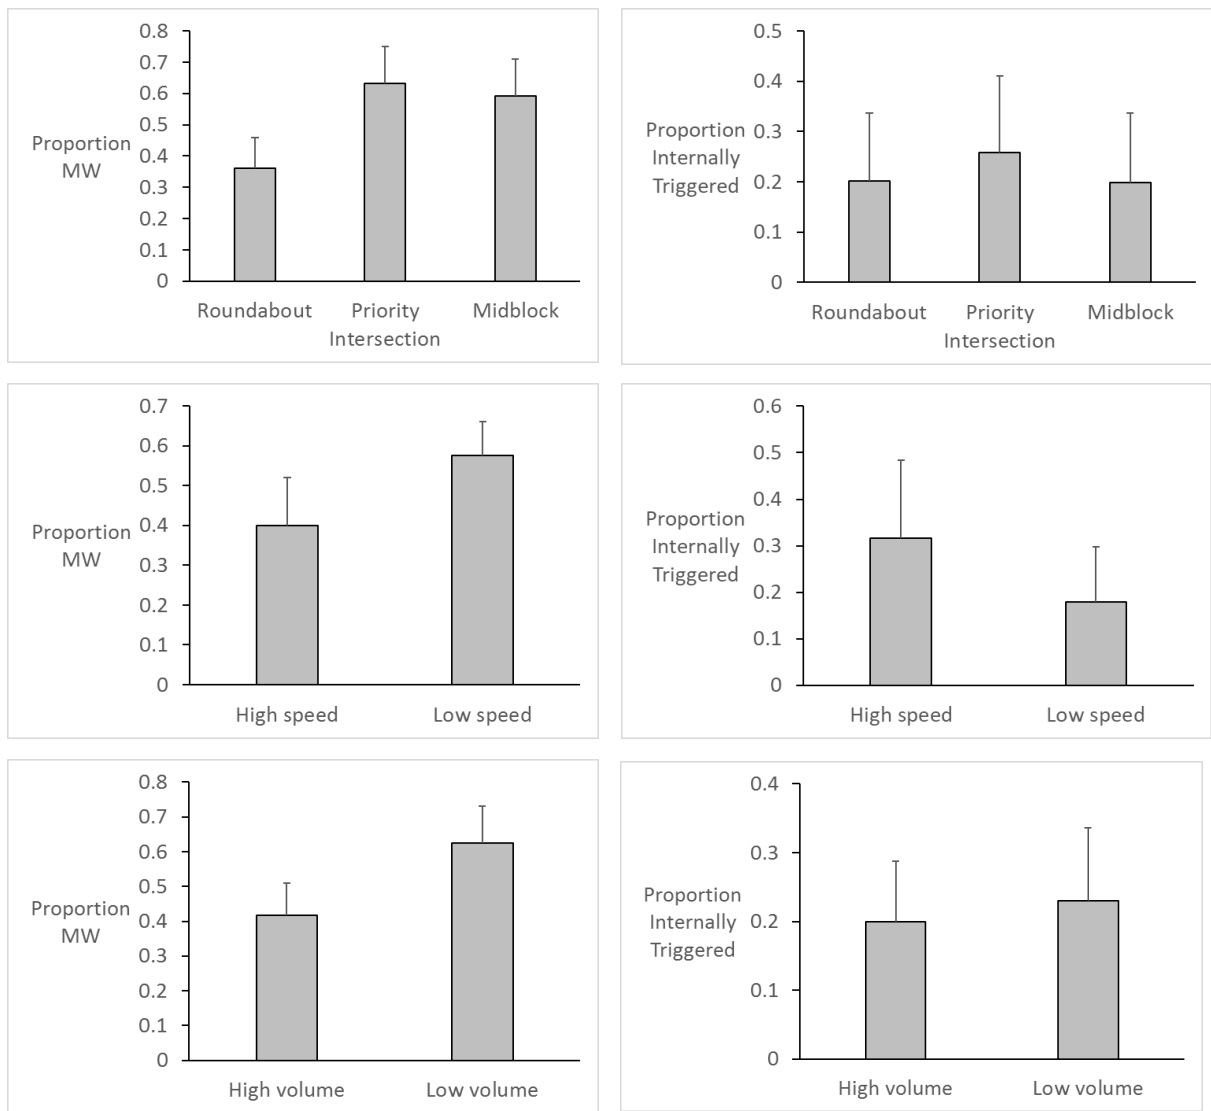 0.8
0.7
0.6
0.5
0.4
0.3
0.2
0.1
0
Proportion
MW
Roundabout
Priority
Intersection
Midblock
0.5
0.4
0.3
0.2
0.1
0
Proportion
Internally
Triggered
Roundabout
Priority
Intersection
Midblock
0.7
0.6
0.5
0.4
0.3
0.2
0.1
0
Proportion
MW
High speed
Low speed
0.6
0.5
0.4
0.3
0.2
0.1
0
Proportion
Internally
Triggered
High speed
Low speed
0.8
0.7
0.6
0.5
0.4
0.3
0.2
0.1
0
Proportion
MW
High volume
Low volume
0.4
0.3
0.2
0.1
0
Proportion
Internally
Triggered
High volume
Low volume